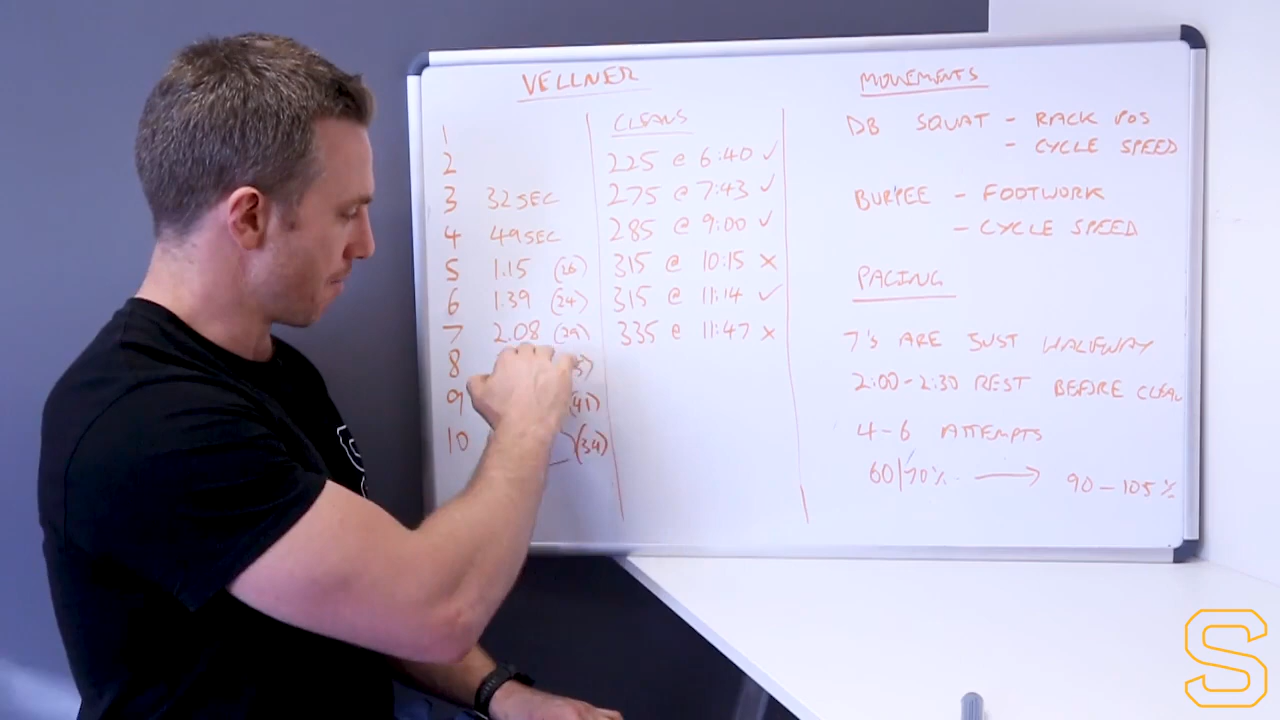 VELLNER
CLEANS
1
2 225 @ 6:40 ✓
3 32 SEC 275 @ 7:43 ✓
4 49 SEC 285 @ 9:00 ✓
5 1.15 (26) 315 @ 10:15 ×
6 1.39 (24) 315 @ 11:14 ✓
7 2.08 (29) 335 @ 11:47 ×
8
9 (41)
10 (34)
MOVEMENTS
DB SQUAT - RACK POS
- CYCLE SPEED
BURPEE - FOOTWORK
- CYCLE SPEED
PACING
7'S ARE JUST HALFWAY
2:00-2:30 REST BEFORE CLEAN
4-6 ATTEMPTS
60/70% → 90-105%
S